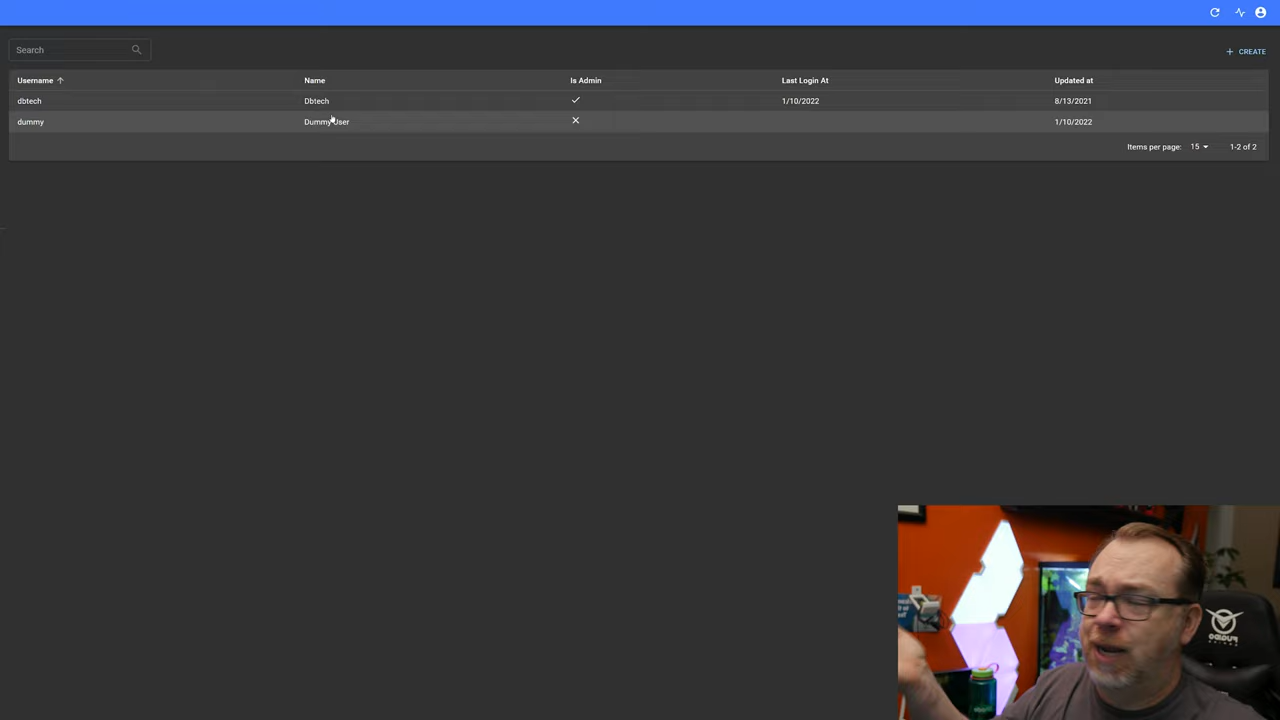 Search
CREATE
Username Name Is Admin Last Login At Updated at
dbtech Dbtech 1/10/2022 8/13/2021
dummy Dummy User 1/10/2022
Items per page: 15 1-2 of 2